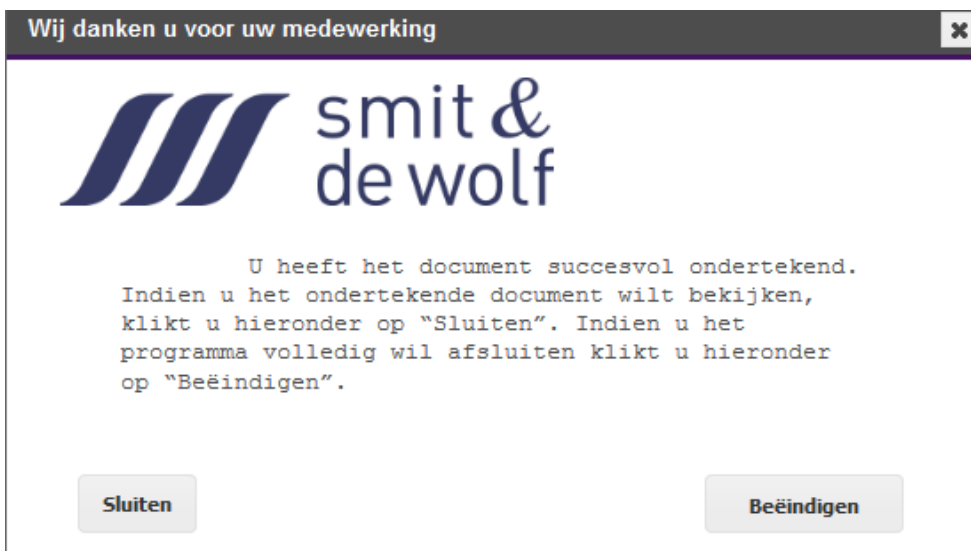 Wij danken u voor uw medewerking
smit &
de wolf
U heeft het document succesvol ondertekend.
Indien u het ondertekende document wilt bekijken,
klikt u hieronder op “Sluiten”. Indien u het
programma volledig wil afsluiten klikt u hieronder
op “Beëindigen”.
Sluiten
Beëindigen